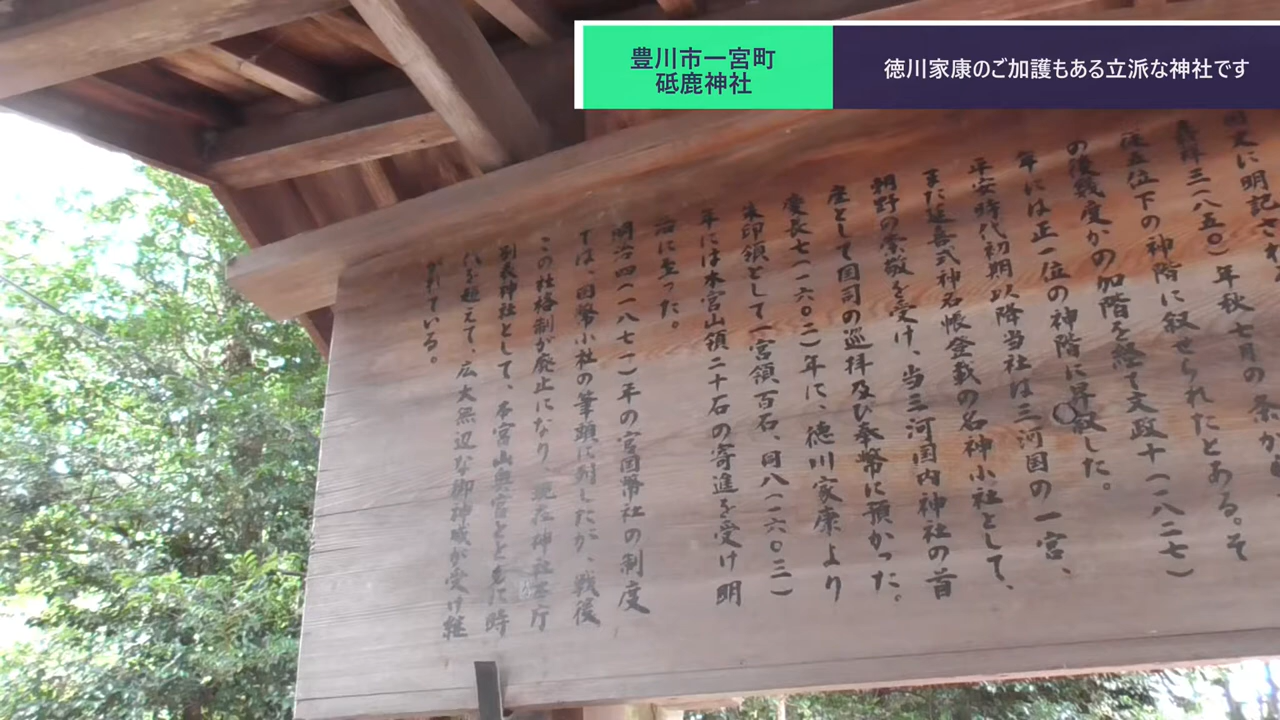 豊川市一宮町
砥鹿神社
徳川家康のご加護もある立派な神社です
に明記され
三(八五〇)年秋七月の条から
従五位下の神階に叙せられたとある。そ
の後幾度かの加階を経て文政十(一八二七)
年には正一位の神階に昇叙した。
平安時代初期以降当社は三河国の一宮、
また延喜式神名帳登載の名神小社として、
朝野の崇敬を受け、当三河国内神社の首
座として国司の巡拝及び奉幣に預かった。
慶長七(一六〇二)年に、徳川家康より
朱印領として一宮領百石、同八(一六〇三)
年には本宮山領二十石の寄進を受け明
治に至った。
明治四(一八七一)年の官国幣社の制度
では、国幣小社の筆頭に列したが、戦後
この社格制が廃止になり、現在神社本庁
別表神社として、本宮山奥宮とともに時
代を超えて、広大無辺な御神威が受け継
がれている。